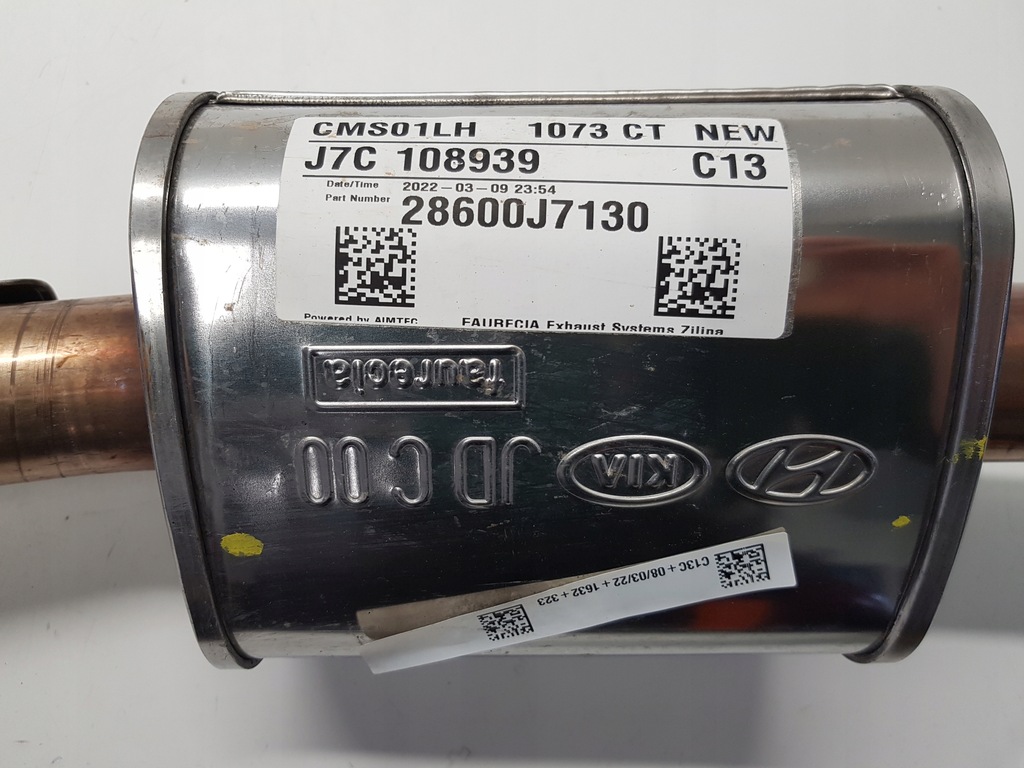 CMS01LH 1073 CT NEW
J7C 108939 C13
Date/Time 2022-03-09 23:54
Part Number 28600J7130
Powered by AIMTEC FAURECIA Exhaust Systems Zilina
faurecia
JD C 00 KIA
C13C + 08/03/22 + 1632 + 323